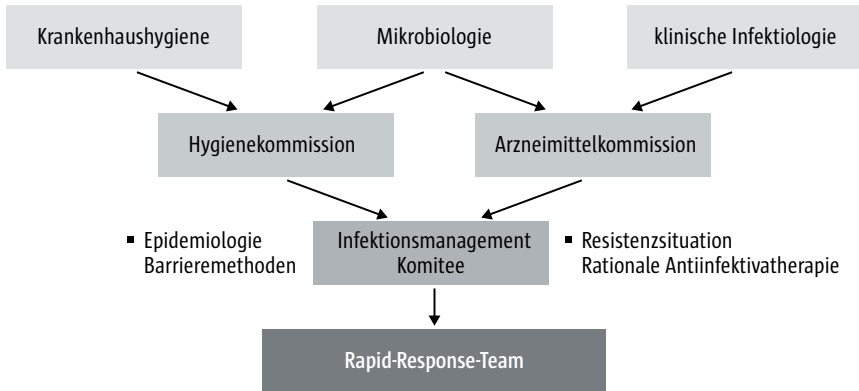 Krankenhaushygiene
Mikrobiologie
klinische Infektiologie
Hygienekommission
Arzneimittelkommission
▪ Epidemiologie
Barrieremethoden
Infektionsmanagement
Komitee
▪ Resistenzsituation
Rationale Antiinfektivatherapie
Rapid-Response-Team